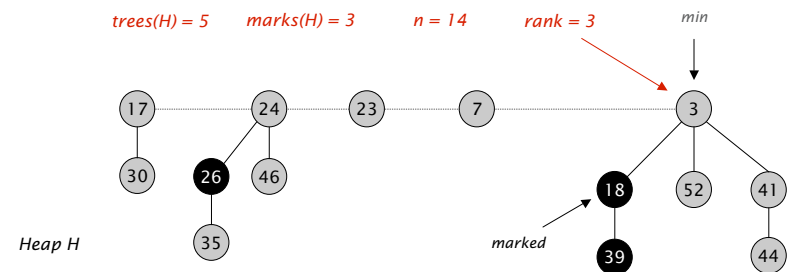 trees(H) = 5 marks(H) = 3 n = 14 rank = 3 min
17 24 23 7 3
30 26 46 18 52 41
Heap H 35 marked 39 44